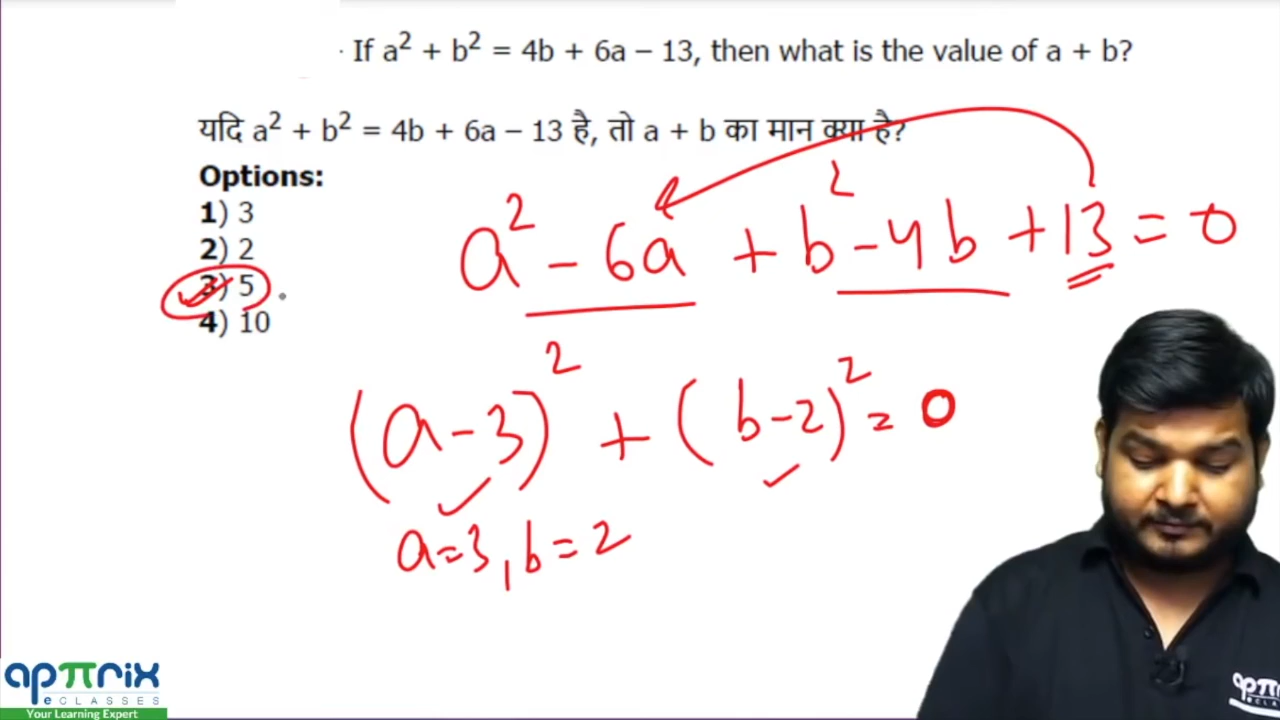 · If a² + b² = 4b + 6a – 13, then what is the value of a + b?
यदि a² + b² = 4b + 6a – 13 है, तो a + b का मान क्या है?
Options:
1) 3
2) 2
3) 5
4) 10
a² - 6a + b² - 4b + 13 = 0
(a - 3)² + (b - 2)² = 0
a = 3, b = 2
apπrix
e CLASSES
Your Learning Expert